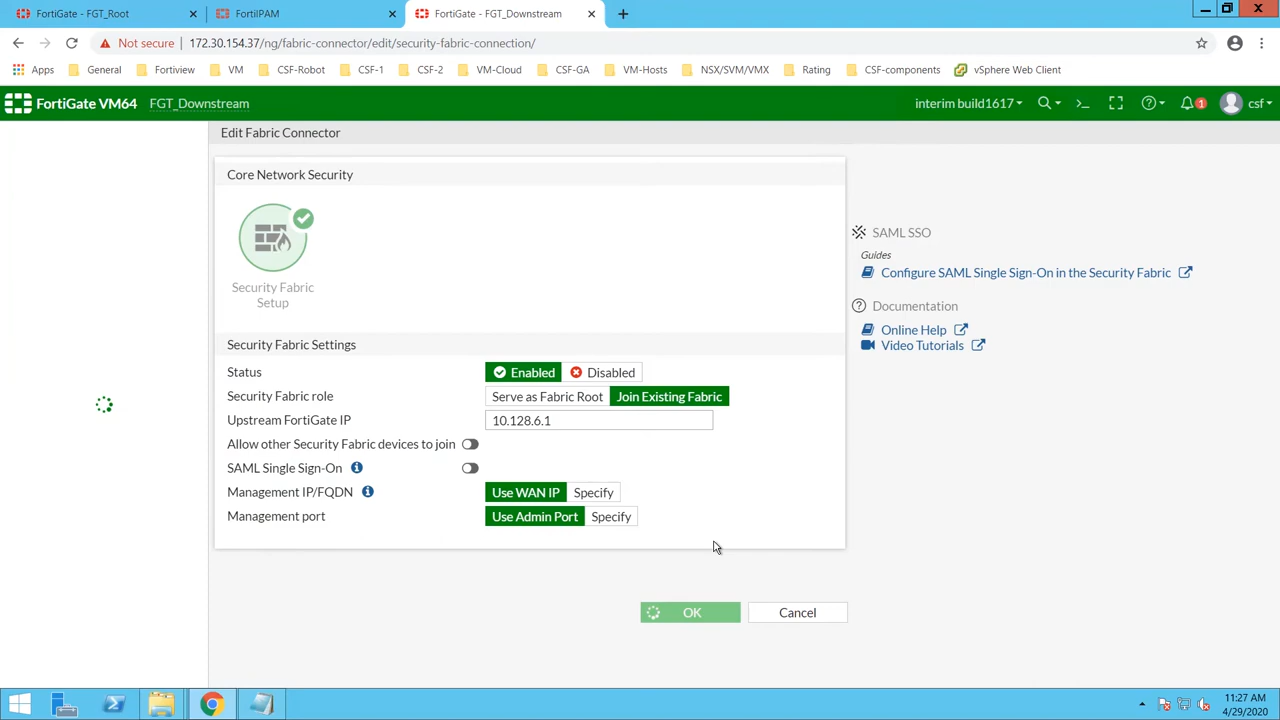 FortiGate - FGT_Root
FortiIPAM
FortiGate - FGT_Downstream
Not secure 172.30.154.37/ng/fabric-connector/edit/security-fabric-connection/
Apps General Fortiview VM CSF-Robot CSF-1 CSF-2 VM-Cloud CSF-GA VM-Hosts NSX/SVM/VMX Rating CSF-components vSphere Web Client
FortiGate VM64 FGT_Downstream interim build1617 1 csf
Edit Fabric Connector
Core Network Security
Security Fabric
Setup
SAML SSO
Guides
Configure SAML Single Sign-On in the Security Fabric
Documentation
Online Help
Video Tutorials
Security Fabric Settings
Status Enabled Disabled
Security Fabric role Serve as Fabric Root Join Existing Fabric
Upstream FortiGate IP 10.128.6.1
Allow other Security Fabric devices to join
SAML Single Sign-On
Management IP/FQDN Use WAN IP Specify
Management port Use Admin Port Specify
OK Cancel
11:27 AM
4/29/2020